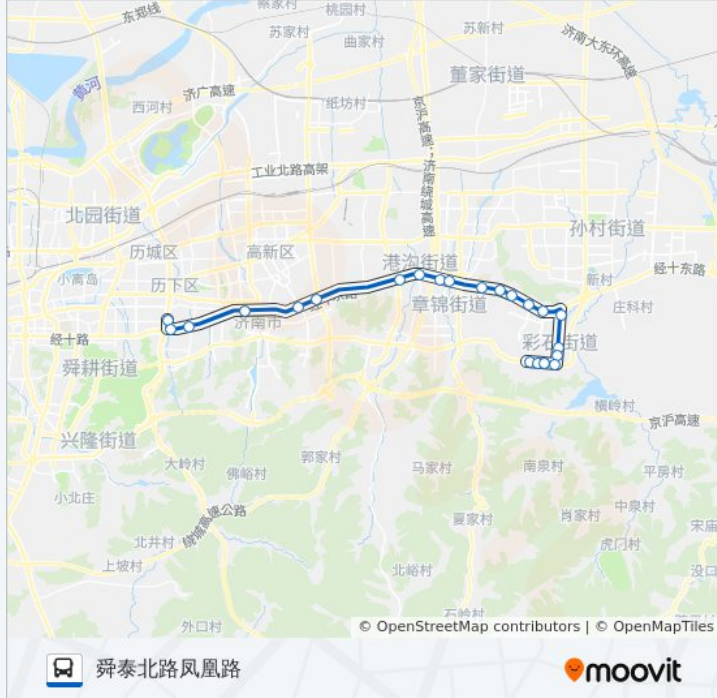 蔡家村
桃园村
东郑线
苏家村
曲家村
苏新村
济南大东环高速
董家街道
黄河
济广高速
西河村
纸坊村
京沪高速;济南绕城高速
工业北路高架
北园街道
孙村街道
历城区
高新区
港沟街道
小高岛
历下区
新村
经十东路
章锦街道
庄科村
济南市
经十路
彩石街道
舜耕街道
横岭村
京沪高速
兴隆街道
郭家村
大岭村
佛峪村
马家村
南泉村
平房村
小北庄
绕城高速公路
中泉村
夏家村
肖家村
北井村
宋庙
虎门村
上坡村
北峪村
没口
外口村
石岭村
© OpenStreetMap contributors | © OpenMapTiles
舜泰北路凤凰路
moovit